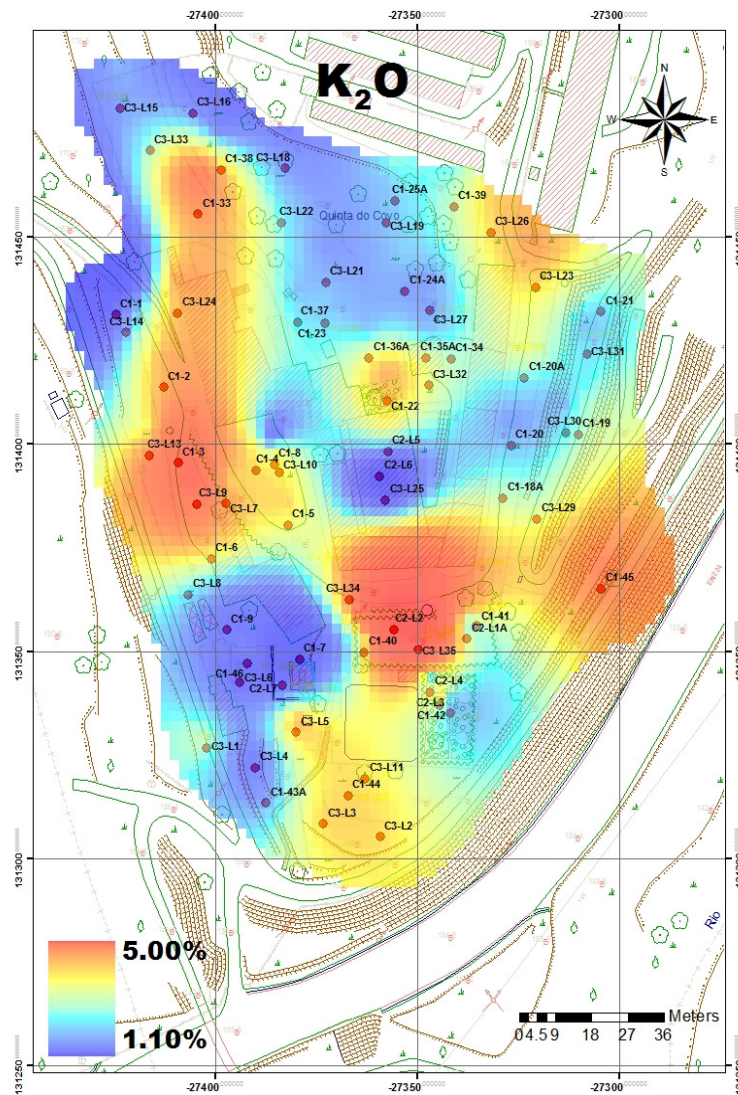 -27400 -27350 -27300
K2O
N
W E
S
C3-L15 C3-L16
C3-L33 C1-38 C3-L18
C1-33 C1-25A C1-39
C3-L22 Quinta do Covo C3-L19 C3-L26
131450 131450
C3-L21 C1-24A C3-L23
C1-1 C3-L24 C1-37 C3-L27 C1-21
C3-L14 C1-23
C1-36A C1-35A C1-34 C3-L31
C1-2 C3-L32 C1-20A
C1-22
131400
C3-L13 C1-3 C1-4 C1-8 C2-L5 C1-20 C3-L30 C1-19
C3-L10 C2-L6
C3-L9 C3-L7 C3-L25 C1-18A
C1-5 C3-L29
C1-6
C3-L8 C3-L34 C1-45
C1-9 C2-L2 C1-41
C2-L1A
131350
C1-7 C1-40 C3-L35
C1-46 C3-L6
C2-L7 C2-L4
C2-L3
C3-L5 C1-42
C3-L1 C3-L4
C3-L11
C1-43A C1-44
C3-L3 C3-L2
131300
Rio
5.00%
1.10%
Meters
0 4.5 9 18 27 36
131250
-27400 -27350 -27300